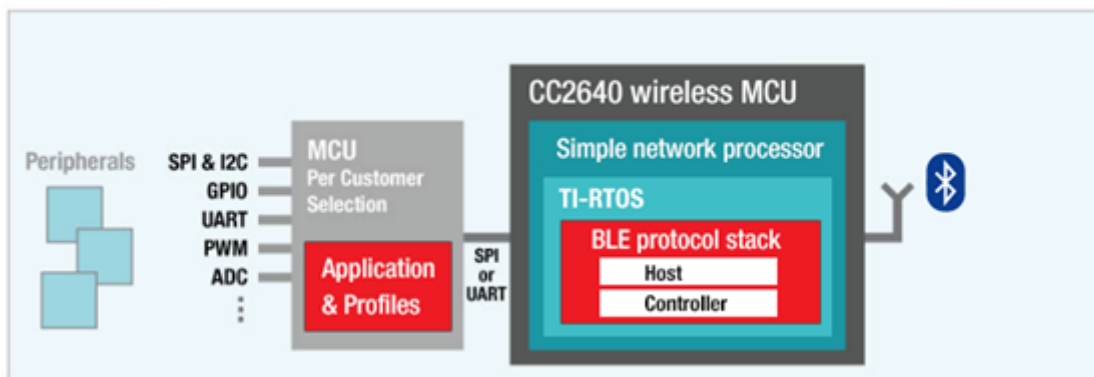 Peripherals
SPI & I2C
GPIO
UART
PWM
ADC
MCU
Per Customer
Selection
Application
& Profiles
SPI
or
UART
CC2640 wireless MCU
Simple network processor
TI-RTOS
BLE protocol stack
Host
Controller